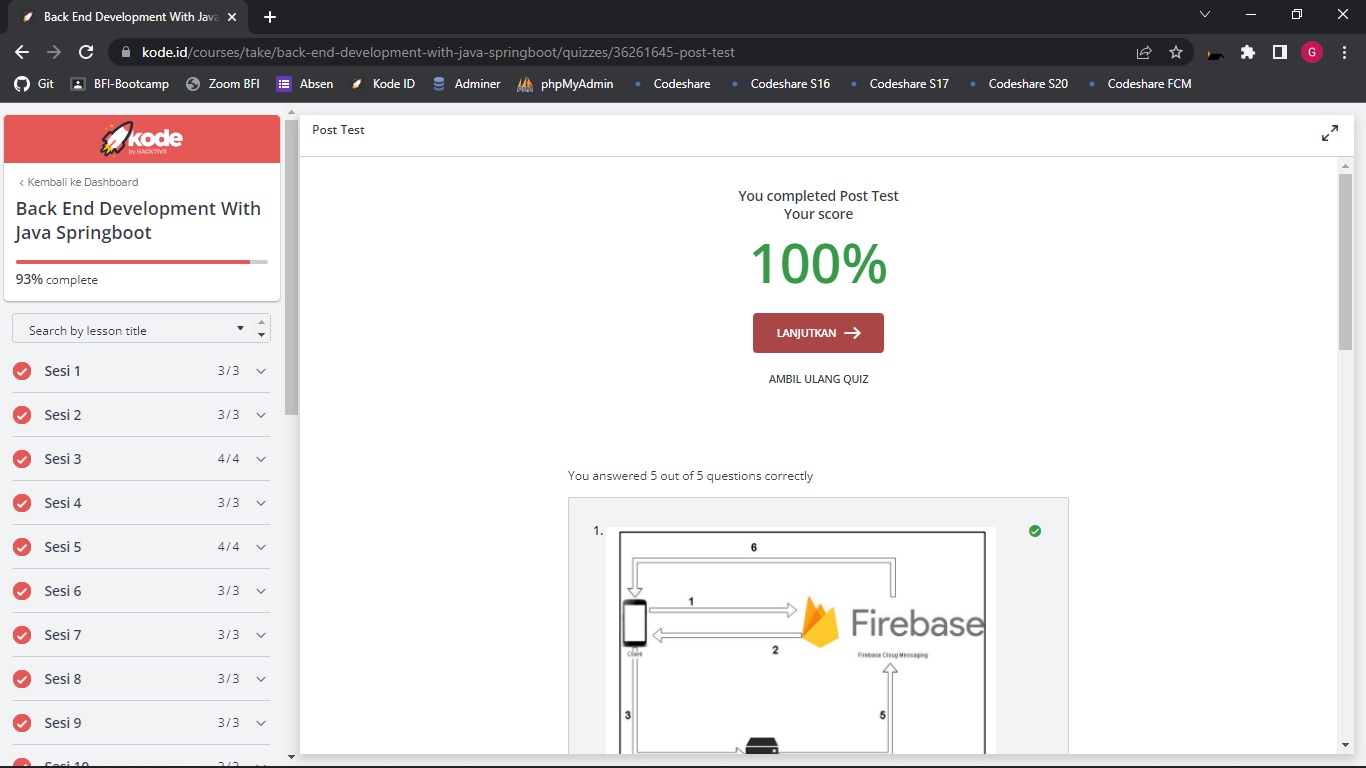 Back End Development With Java
kode.id/courses/take/back-end-development-with-java-springboot/quizzes/36261645-post-test
G
Git
BFI-Bootcamp
Zoom BFI
Absen
Kode ID
Adminer
phpMyAdmin
Codeshare
Codeshare S16
Codeshare S17
Codeshare S20
Codeshare FCM
kode
by HACKTIV8
Kembali ke Dashboard
Back End Development With
Java Springboot
93% complete
Search by lesson title
Sesi 1 3/3
Sesi 2 3/3
Sesi 3 4/4
Sesi 4 3/3
Sesi 5 4/4
Sesi 6 3/3
Sesi 7 3/3
Sesi 8 3/3
Sesi 9 3/3
Sesi 10 3/3
Post Test
You completed Post Test
Your score
100%
LANJUTKAN
AMBIL ULANG QUIZ
You answered 5 out of 5 questions correctly
1.
6
1
Firebase
2
Client
Firebase Cloug Messaging
3
5